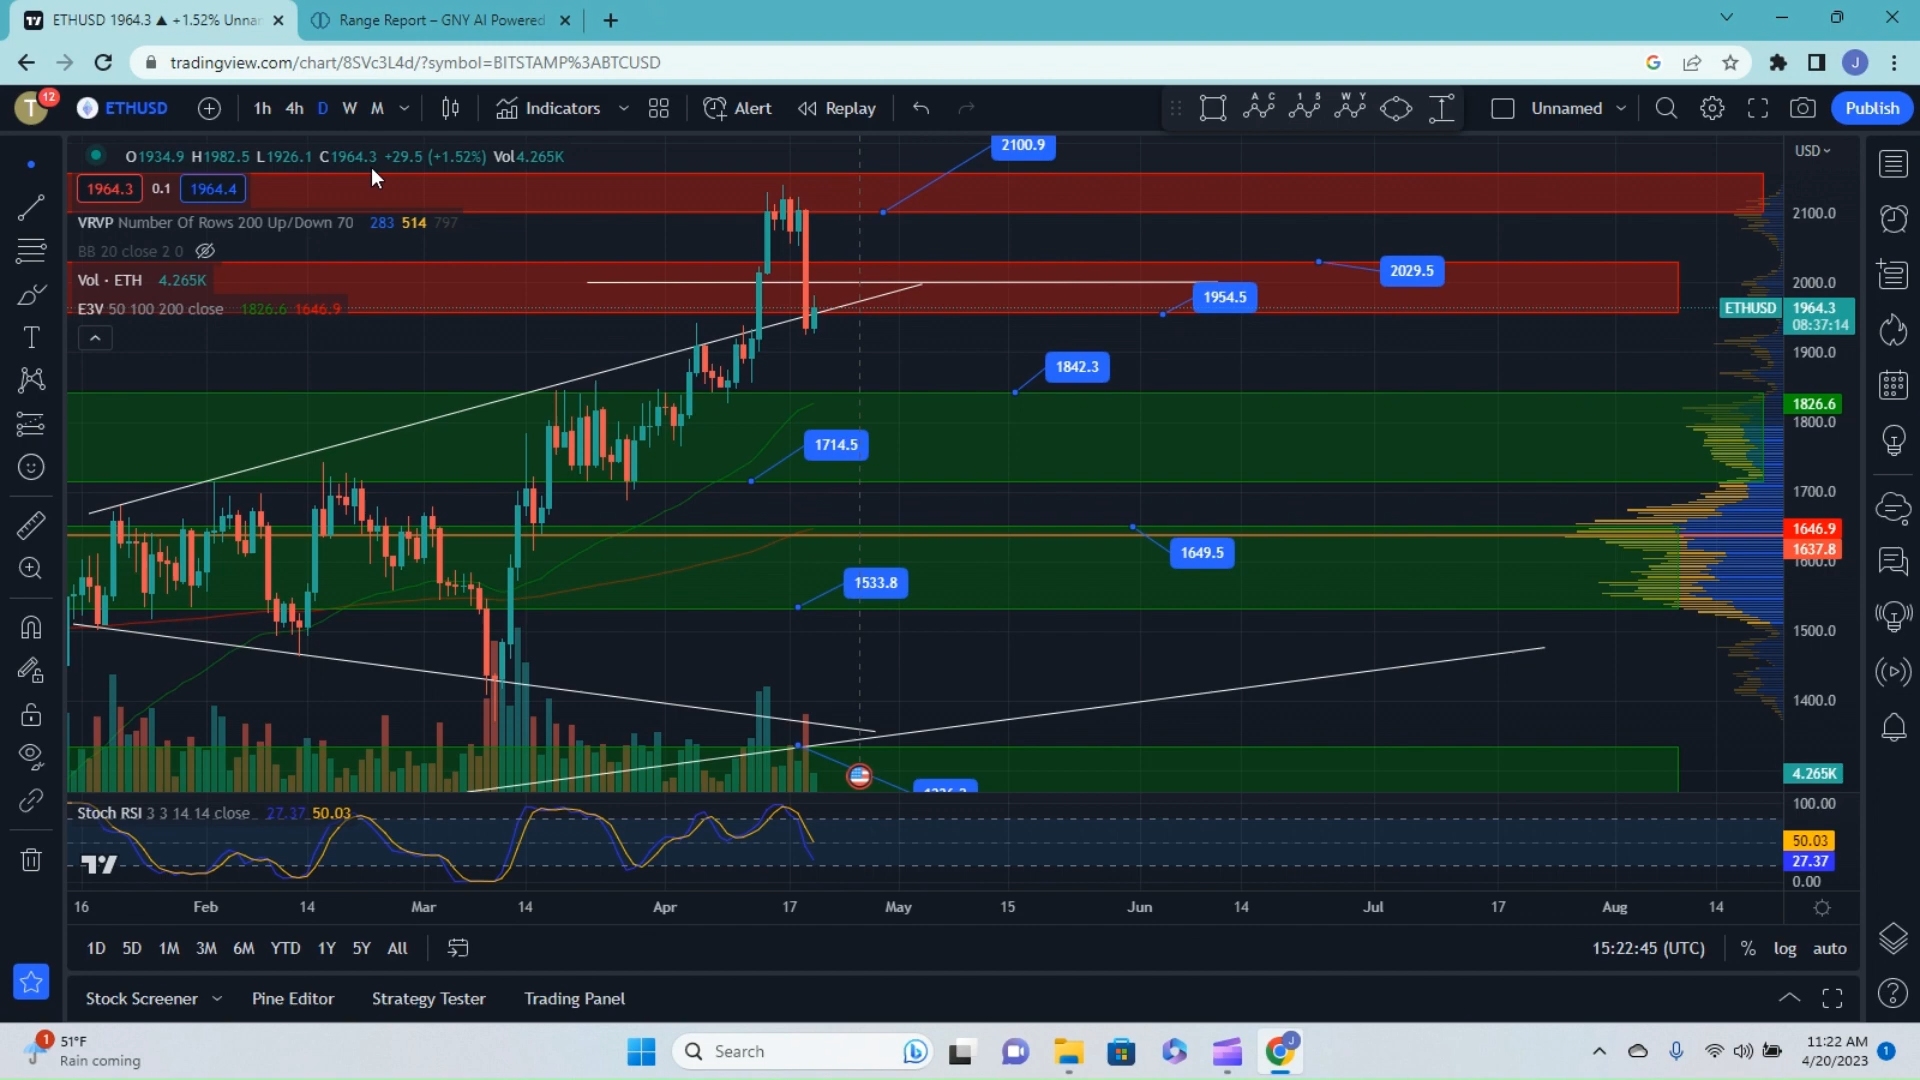 ETHUSD 1964.3 ▲ +1.52% Unna
Range Report – GNY AI Powered
tradingview.com/chart/8SVc3L4d/?symbol=BITSTAMP%3ABTCUSD
J
T
12
ETHUSD
1h 4h D W M
Indicators
Alert
Replay
A C
1 5
W Y
Unnamed
Publish
O1934.9 H1982.5 L1926.1 C1964.3 +29.5 (+1.52%) Vol4.265K
1964.3 0.1 1964.4
VRVP Number Of Rows 200 Up/Down 70 283 514 797
BB 20 close 2 0
Vol · ETH 4.265K
E3V 50 100 200 close 1826.6 1646.9
2100.9
2029.5
1954.5
1842.3
1714.5
1649.5
1533.8
USD
2100.0
2000.0
ETHUSD 1964.3
08:37:14
1900.0
1826.6
1800.0
1700.0
1646.9
1637.8
1600.0
1500.0
1400.0
4.265K
Stoch RSI 3 3 14 14 close 27.37 50.03
100.00
50.03
27.37
0.00
16 Feb 14 Mar 14 Apr 17 May 15 Jun 14 Jul 17 Aug 14
1D 5D 1M 3M 6M YTD 1Y 5Y All
15:22:45 (UTC) % log auto
Stock Screener Pine Editor Strategy Tester Trading Panel
1
51°F
Rain coming
Search
J
11:22 AM
4/20/2023
1